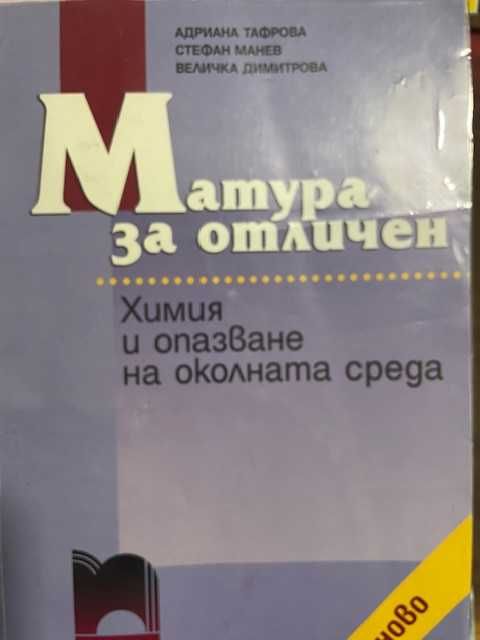 АДРИАНА ТАФРОВА
СТЕФАН МАНЕВ
ВЕЛИЧКА ДИМИТРОВА
Матура
за отличен
Химия
и опазване
на околната среда
ново